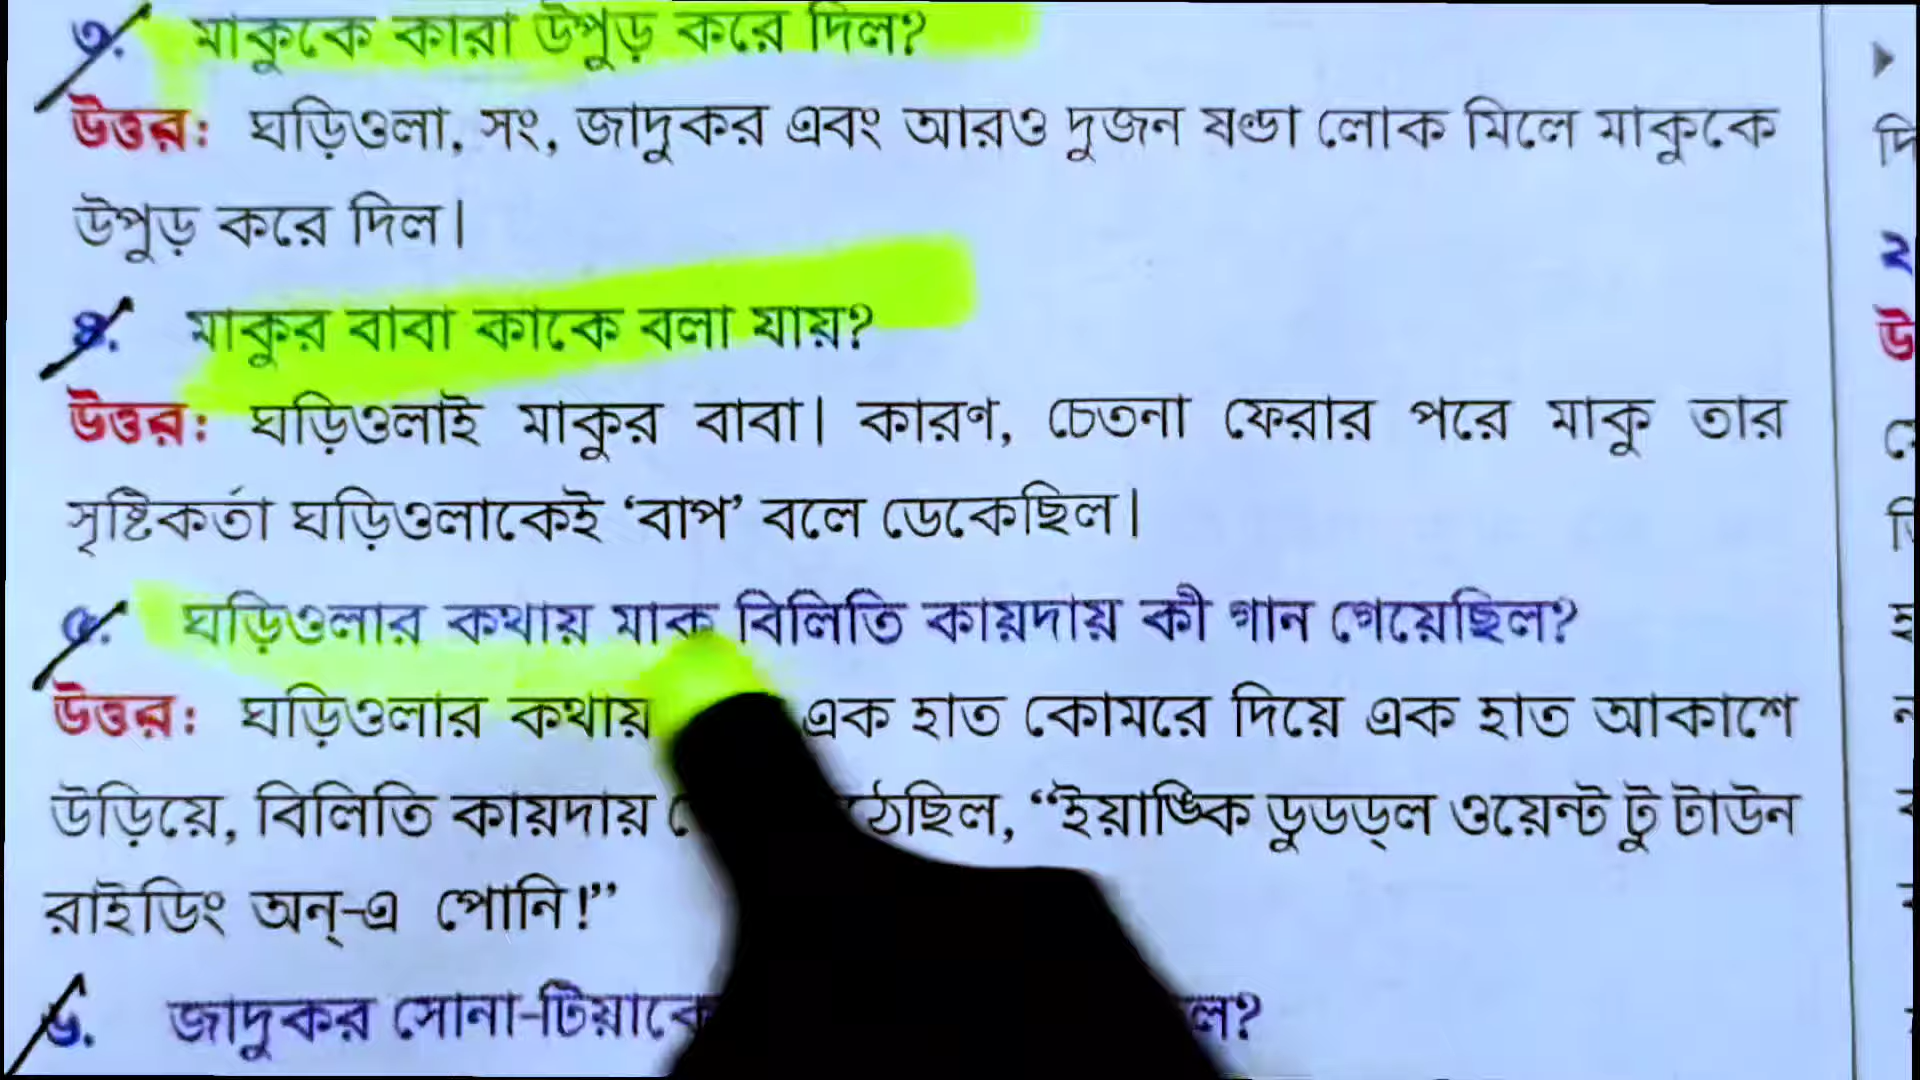 ৩. মাকুকে কারা উপুড় করে দিল?
উত্তর: ঘড়িওলা, সং, জাদুকর এবং আরও দুজন ষণ্ডা লোক মিলে মাকুকে
উপুড় করে দিল।
৪. মাকুর বাবা কাকে বলা যায়?
উত্তর: ঘড়িওলাই মাকুর বাবা। কারণ, চেতনা ফেরার পরে মাকু তার
সৃষ্টিকর্তা ঘড়িওলাকেই ‘বাপ’ বলে ডেকেছিল।
৫. ঘড়িওলার কথায় মাকু বিলিতি কায়দায় কী গান গেয়েছিল?
উত্তর: ঘড়িওলার কথায় এক হাত কোমরে দিয়ে এক হাত আকাশে
উড়িয়ে, বিলিতি কায়দায় “ইয়াঙ্কি ডুডড্‌ল ওয়েন্ট টু টাউন
রাইডিং অন্-এ পোনি!”
৬. জাদুকর সোনা-টিয়াকে